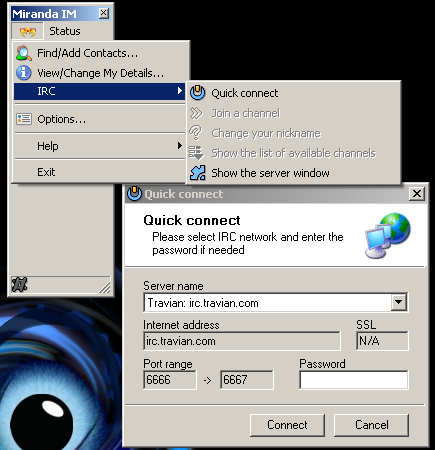 Miranda IM
Status
Find/Add Contacts...
View/Change My Details...
IRC
Options...
Help
Exit
Quick connect
Join a channel
Change your nickname
Show the list of available channels
Show the server window
Quick connect
Quick connect
Please select IRC network and enter the
password if needed
Server name
Travian: irc.travian.com
Internet address SSL
irc.travian.com N/A
Port range Password
6666 -> 6667
Connect Cancel